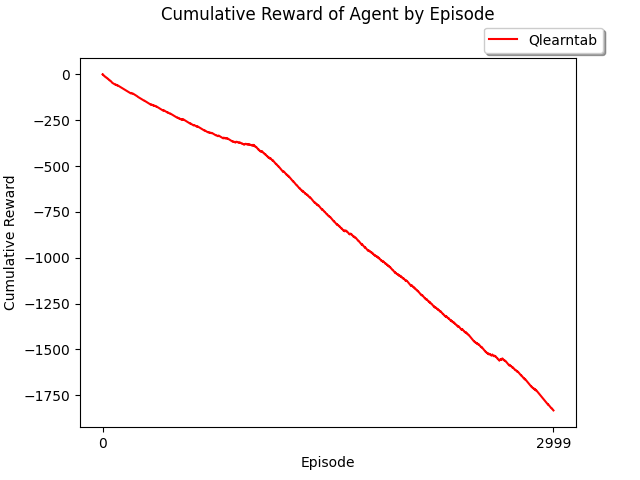 Cumulative Reward of Agent by Episode
Qlearntab
0
−250
−500
−750
−1000
−1250
−1500
−1750
Cumulative Reward
0 2999
Episode